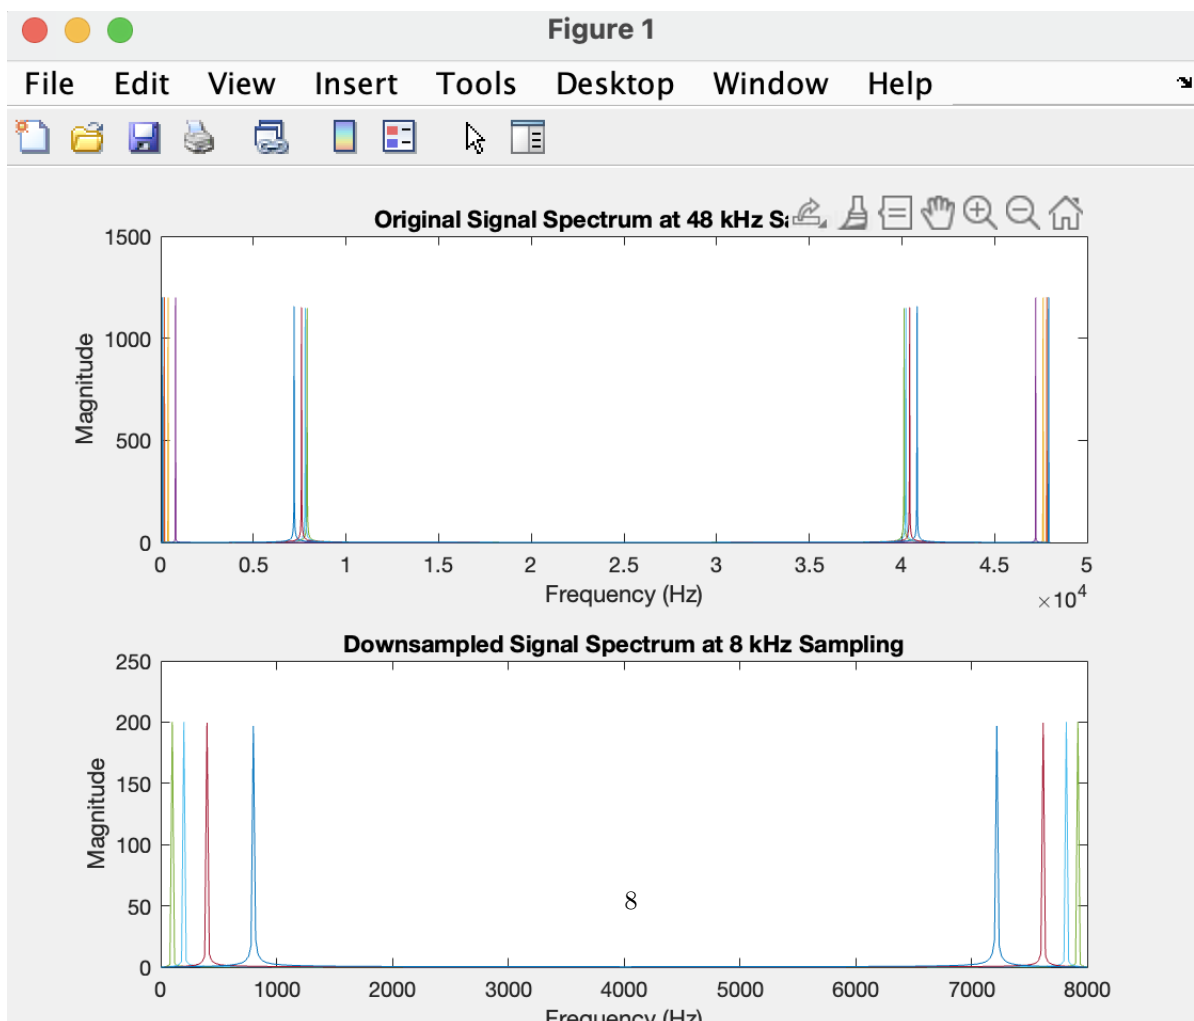 Figure 1
File Edit View Insert Tools Desktop Window Help
Original Signal Spectrum at 48 kHz
1500
1000
500
0
Magnitude
0 0.5 1 1.5 2 2.5 3 3.5 4 4.5 5
Frequency (Hz)
×10⁴
Downsampled Signal Spectrum at 8 kHz Sampling
250
200
150
100
50
0
Magnitude
8
0 1000 2000 3000 4000 5000 6000 7000 8000
Frequency (Hz)